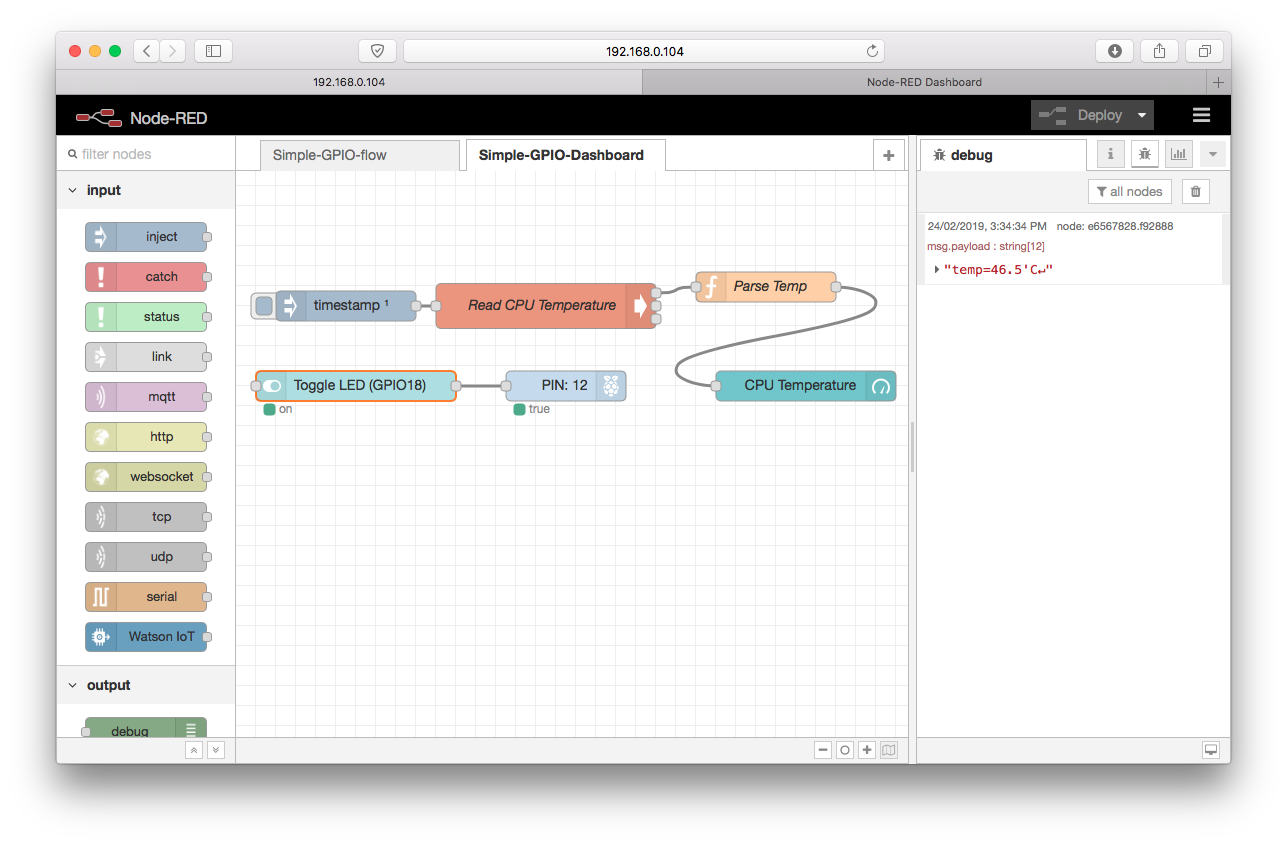 192.168.0.104
192.168.0.104
Node-RED Dashboard
Node-RED
Deploy
filter nodes
Simple-GPIO-flow
Simple-GPIO-Dashboard
debug
all nodes
input
inject
catch
status
link
mqtt
http
websocket
tcp
udp
serial
Watson IoT
output
debug
timestamp ¹
Read CPU Temperature
Parse Temp
Toggle LED (GPIO18)
on
PIN: 12
true
CPU Temperature
24/02/2019, 3:34:34 PM node: e6567828.f92888
msg.payload : string[12]
"temp=46.5'C↵"